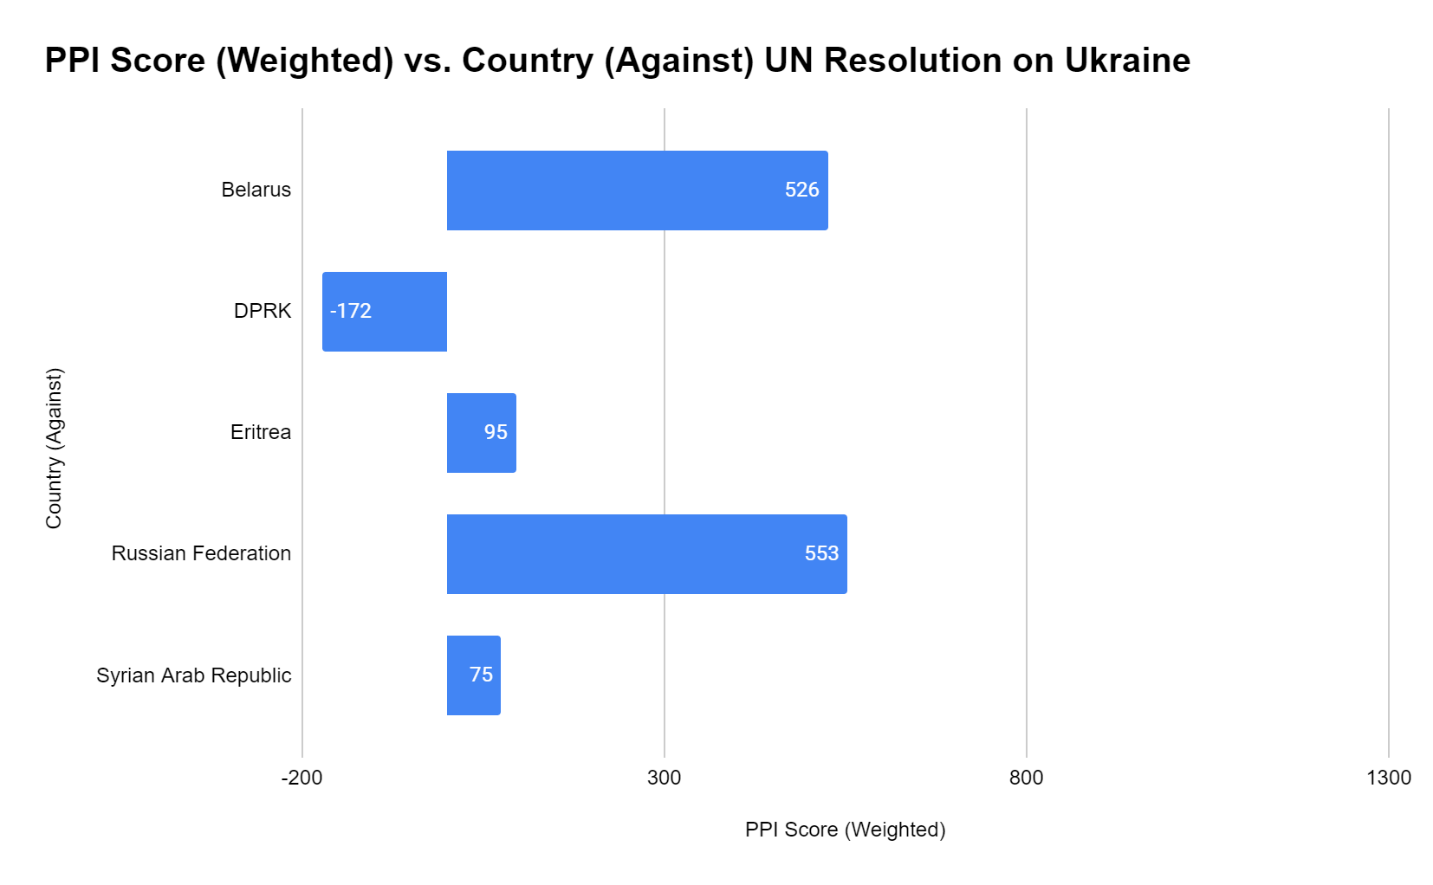 PPI Score (Weighted) vs. Country (Against) UN Resolution on Ukraine
Country (Against)
Belarus 526
DPRK -172
Eritrea 95
Russian Federation 553
Syrian Arab Republic 75
-200 300 800 1300
PPI Score (Weighted)